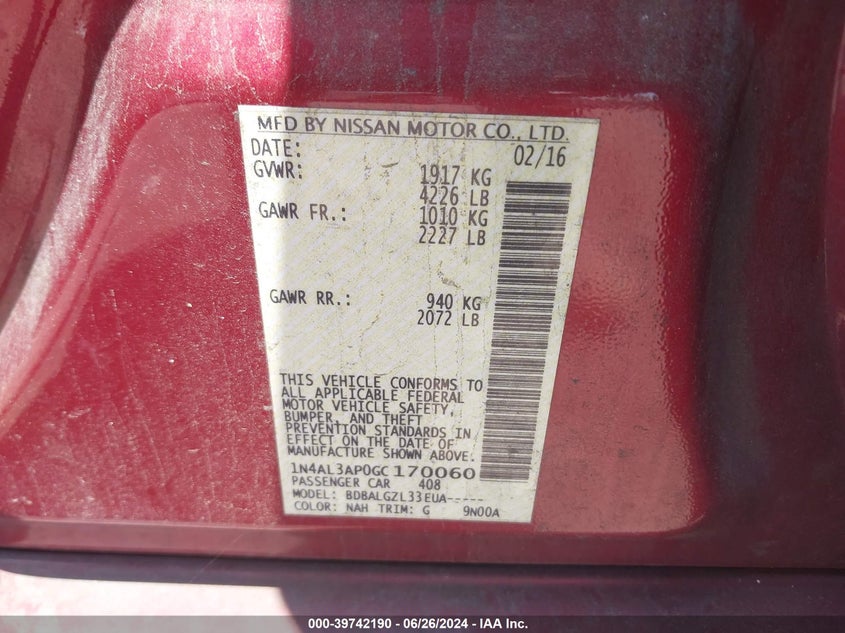 MFD BY NISSAN MOTOR CO., LTD.
DATE: 02/16
GVWR: 1917 KG
4226 LB
GAWR FR.: 1010 KG
2227 LB
GAWR RR.: 940 KG
2072 LB
THIS VEHICLE CONFORMS TO
ALL APPLICABLE FEDERAL
MOTOR VEHICLE SAFETY,
BUMPER, AND THEFT
PREVENTION STANDARDS IN
EFFECT ON THE DATE OF
MANUFACTURE SHOWN ABOVE.
1N4AL3AP0GC170060
PASSENGER CAR 408
MODEL: BDBALGZL33EUA-----
COLOR: NAH TRIM: G 9N00A
000-39742190 - 06/26/2024 - IAA Inc.